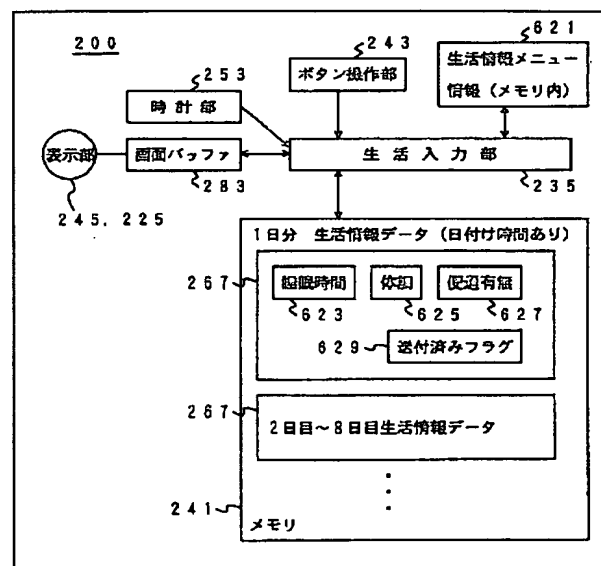 200
243
621
253
ボタン操作部
生活情報メニュー
情報(メモリ内)
時計部
表示部
画面バッファ
生活入力部
245, 225
283
235
1日分 生活情報データ(日付け時間あり)
267
睡眠時間
体調
便通有無
623
625
627
629
送付済みフラグ
267
2日目~8日目生活情報データ
241
メモリ